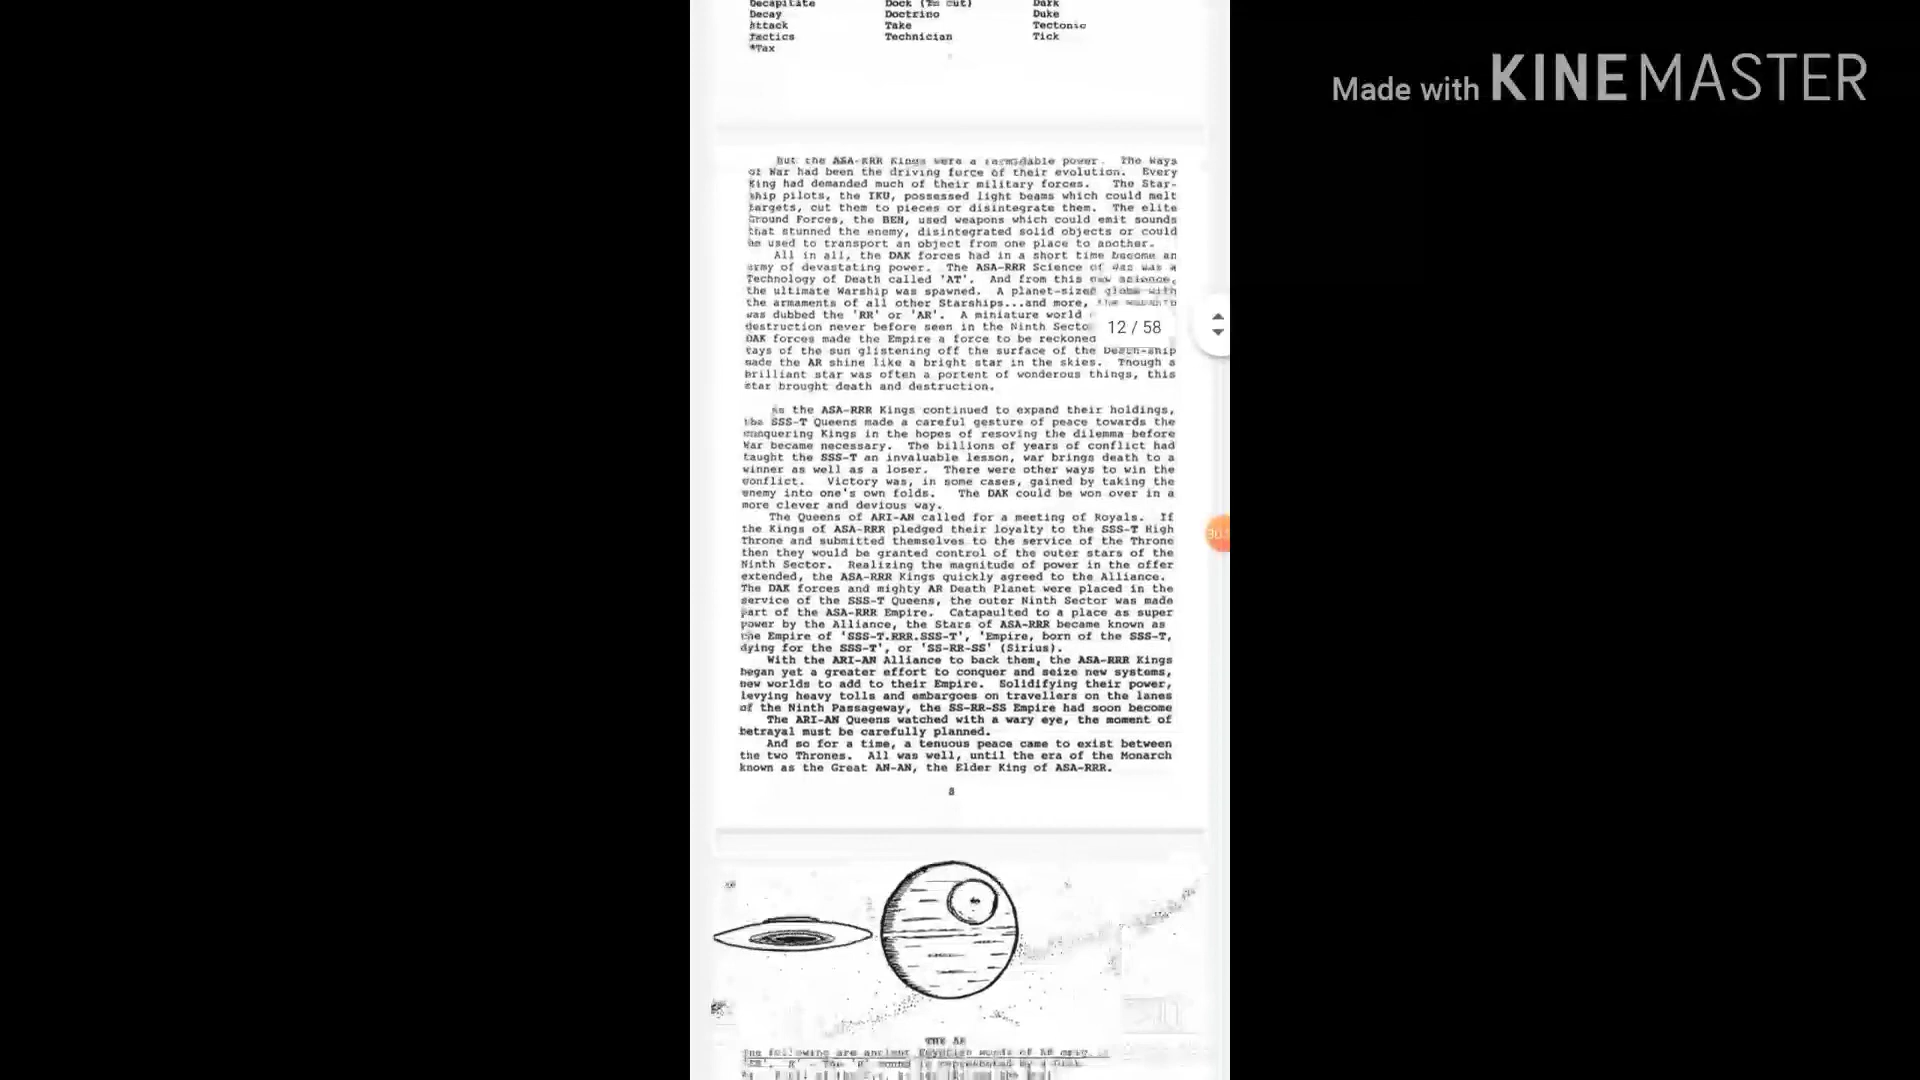 Decapitate Dock (To cut) Dark
Decay Doctrino Duke
Attack Take Tectonic
Tactics Technician Tick
*Tax
Made with KINEMASTER
But the ASA-RRR Kings were a formidable power. The Ways
of War had been the driving force of their evolution. Every
King had demanded much of their military forces. The Star-
ship pilots, the IKU, possessed light beams which could melt
targets, cut them to pieces or disintegrate them. The elite
Ground Forces, the BEH, used weapons which could emit sounds
that stunned the enemy, disintegrated solid objects or could
be used to transport an object from one place to another.
All in all, the DAK forces had in a short time become an
army of devastating power. The ASA-RRR Science of War was a
Technology of Death called 'AT'. And from this new science,
the ultimate Warship was spawned. A planet-sized globe with
the armaments of all other Starships...and more, the warship
was dubbed the 'RR' or 'AR'. A miniature world
destruction never before seen in the Ninth Secto
12 / 58
DAK forces made the Empire a force to be reckoned
rays of the sun glistening off the surface of the Death-ship
made the AR shine like a bright star in the skies. Though a
brilliant star was often a portent of wonderous things, this
star brought death and destruction.
As the ASA-RRR Kings continued to expand their holdings,
the SSS-T Queens made a careful gesture of peace towards the
conquering Kings in the hopes of resoving the dilemma before
War became necessary. The billions of years of conflict had
taught the SSS-T an invaluable lesson, war brings death to a
winner as well as a loser. There were other ways to win the
conflict. Victory was, in some cases, gained by taking the
enemy into one's own folds. The DAK could be won over in a
more clever and devious way.
The Queens of ARI-AN called for a meeting of Royals. If
the Kings of ASA-RRR pledged their loyalty to the SSS-T High
Throne and submitted themselves to the service of the Throne
then they would be granted control of the outer stars of the
Ninth Sector. Realizing the magnitude of power in the offer
extended, the ASA-RRR Kings quickly agreed to the Alliance.
The DAK forces and mighty AR Death Planet were placed in the
service of the SSS-T Queens, the outer Ninth Sector was made
part of the ASA-RRR Empire. Catapaulted to a place as super
power by the Alliance, the Stars of ASA-RRR became known as
the Empire of 'SSS-T.RRR.SSS-T', 'Empire, born of the SSS-T,
dying for the SSS-T', or 'SS-RR-SS' (Sirius).
With the ARI-AN Alliance to back them, the ASA-RRR Kings
began yet a greater effort to conquer and seize new systems,
new worlds to add to their Empire. Solidifying their power,
levying heavy tolls and embargoes on travellers on the lanes
of the Ninth Passageway, the SS-RR-SS Empire had soon become
The ARI-AN Queens watched with a wary eye, the moment of
betrayal must be carefully planned.
And so for a time, a tenuous peace came to exist between
the two Thrones. All was well, until the era of the Monarch
known as the Great AN-AN, the Elder King of ASA-RRR.
8
THE AR
The following are ancient Egyptian words of AR